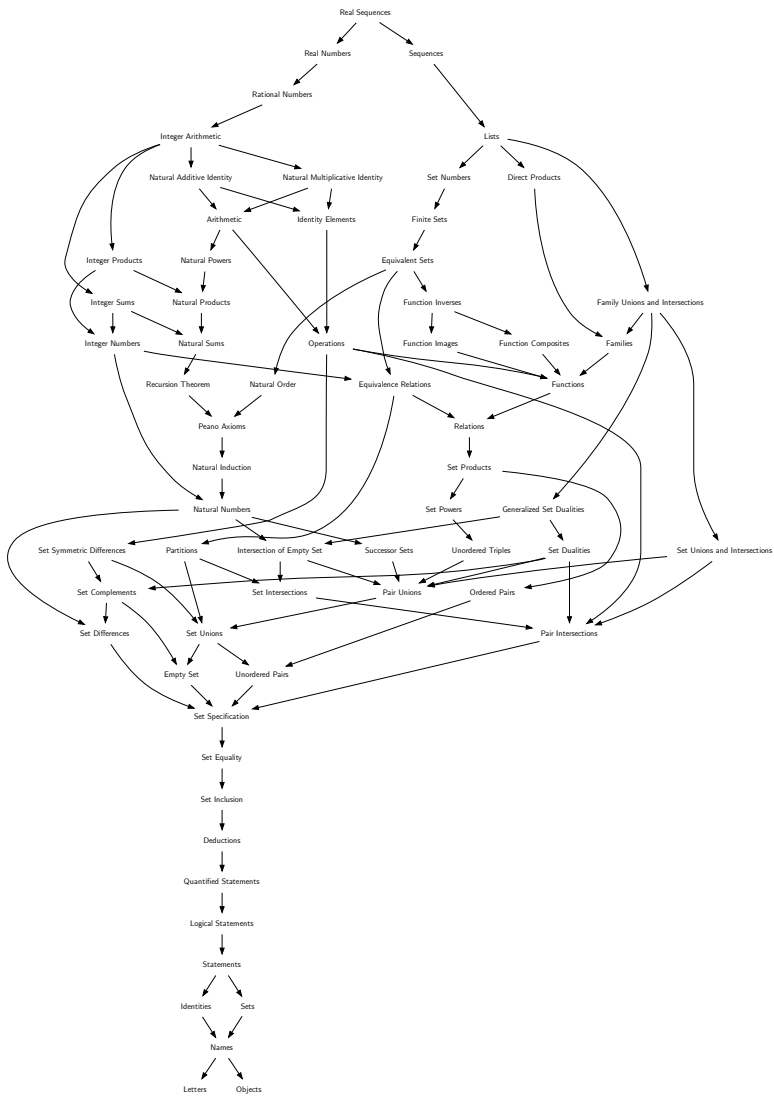 Real Sequences
Real Numbers
Sequences
Rational Numbers
Integer Arithmetic
Lists
Natural Additive Identity
Natural Multiplicative Identity
Set Numbers
Direct Products
Arithmetic
Identity Elements
Finite Sets
Integer Products
Natural Powers
Equivalent Sets
Integer Sums
Natural Products
Function Inverses
Family Unions and Intersections
Integer Numbers
Natural Sums
Operations
Function Images
Function Composites
Families
Recursion Theorem
Natural Order
Equivalence Relations
Functions
Peano Axioms
Relations
Natural Induction
Set Products
Natural Numbers
Set Powers
Generalized Set Dualities
Set Symmetric Differences
Partitions
Intersection of Empty Set
Successor Sets
Unordered Triples
Set Dualities
Set Unions and Intersections
Set Complements
Set Intersections
Pair Unions
Ordered Pairs
Set Differences
Set Unions
Pair Intersections
Empty Set
Unordered Pairs
Set Specification
Set Equality
Set Inclusion
Deductions
Quantified Statements
Logical Statements
Statements
Identities
Sets
Names
Letters
Objects